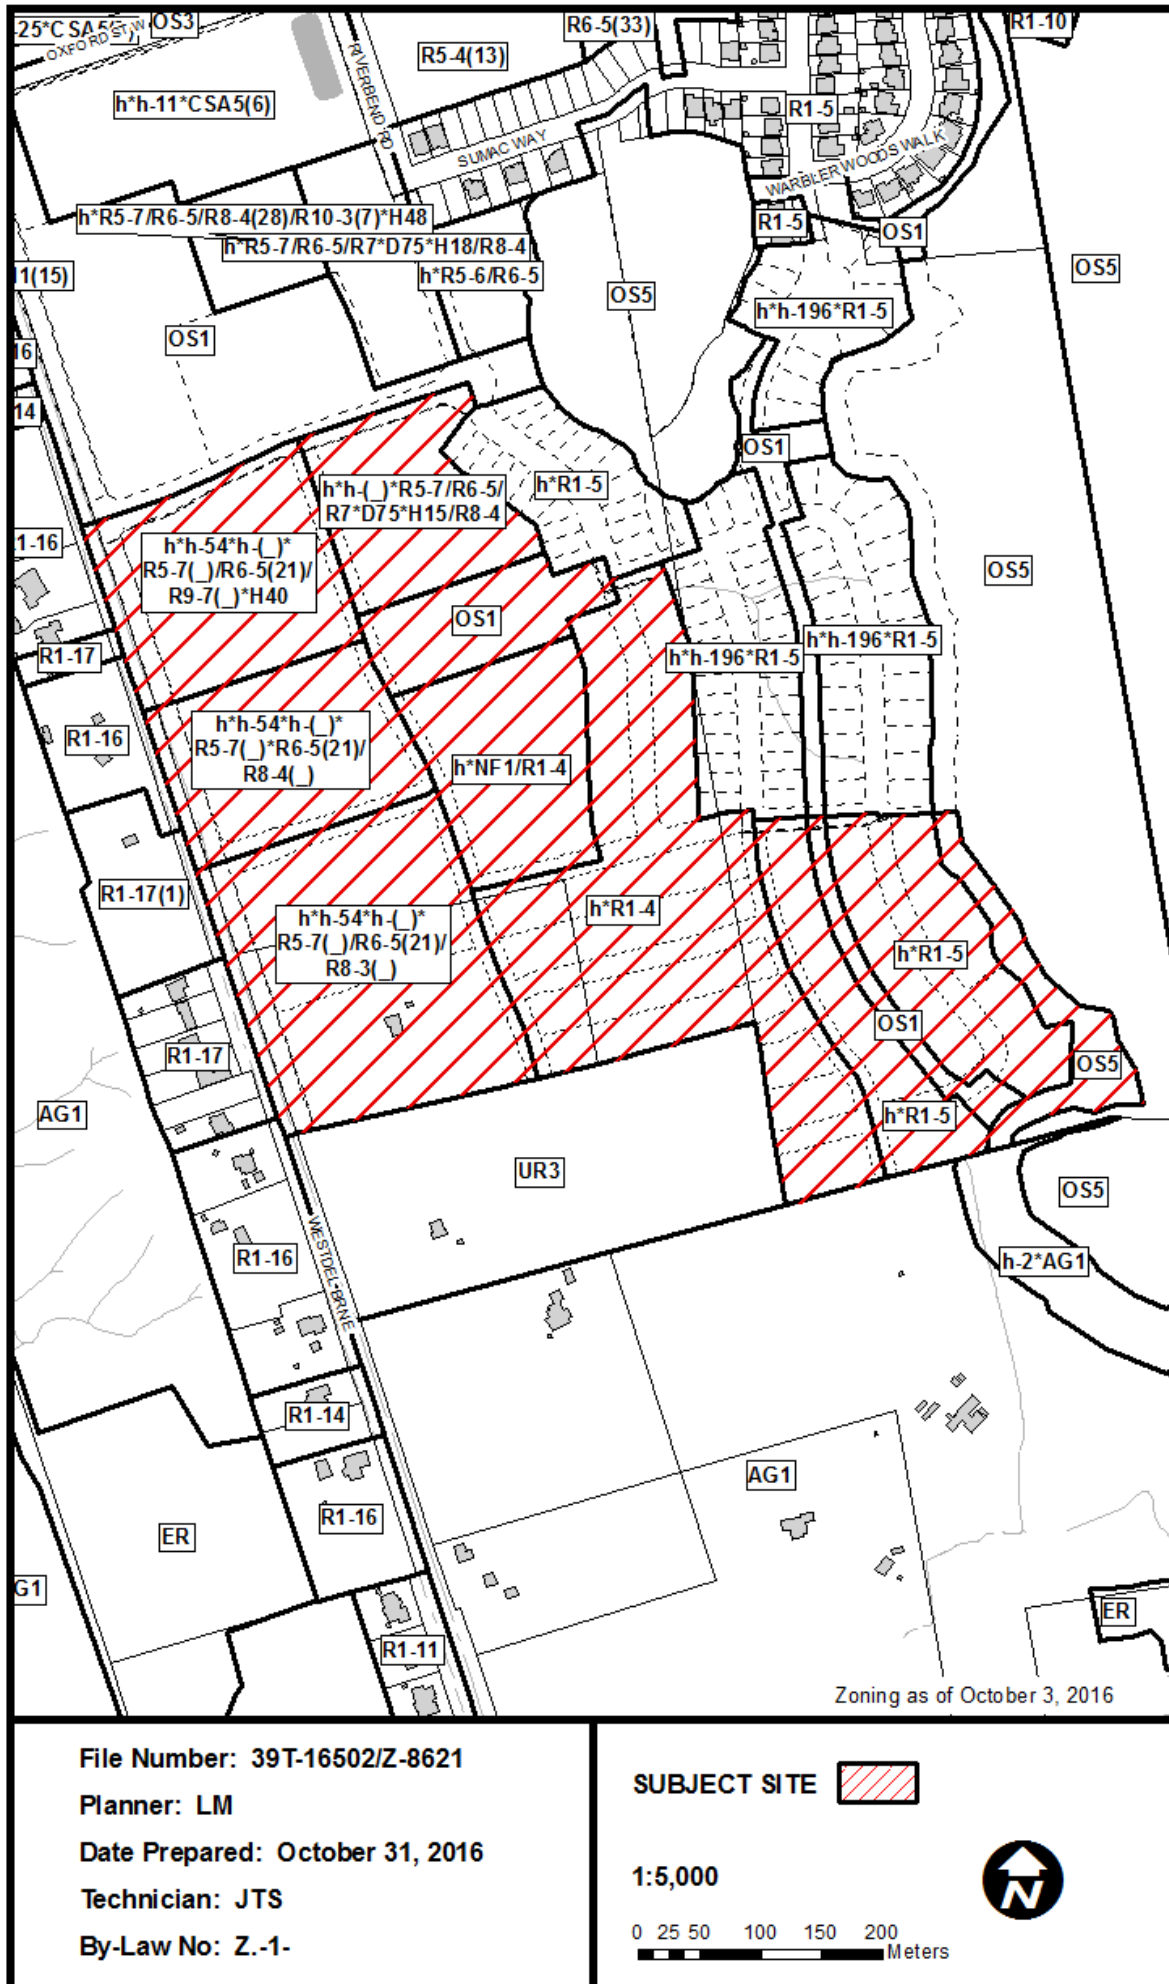 -25*CSA5(
OXFORD ST. W
OS3
RIVERBEND RD
R5-4(13)
R6-5(33)
R1-10
h*h-11*CSA5(6)
SUMAC WAY
R1-5
WARBLER WOODS WALK
h*R5-7/R6-5/R8-4(28)/R10-3(7)*H48
R1-5
OS1
h*R5-7/R6-5/R7*D75*H18/R8-4
11(15)
h*R5-6/R6-5
OS5
OS5
h*h-196*R1-5
OS1
16
14
OS1
h*h-(_)*R5-7/R6-5/
R7*D75*H15/R8-4
h*R1-5
R1-16
h*h-54*h-(_)*
R5-7(_)/R6-5(21)/
R9-7(_)*H40
OS5
OS1
R1-17
h*h-196*R1-5
h*h-196*R1-5
R1-16
h*h-54*h-(_)*
R5-7(_)*R6-5(21)/
R8-4(_)
h*NF1/R1-4
R1-17(1)
h*h-54*h-(_)*
R5-7(_)/R6-5(21)/
R8-3(_)
h*R1-4
h*R1-5
OS1
R1-17
OS5
AG1
h*R1-5
UR3
OS5
WESTDEL BRNE
R1-16
h-2*AG1
R1-14
AG1
R1-16
ER
G1
ER
R1-11
Zoning as of October 3, 2016
File Number: 39T-16502/Z-8621
Planner: LM
Date Prepared: October 31, 2016
Technician: JTS
By-Law No: Z.-1-
SUBJECT SITE
1:5,000
N
0 25 50 100 150 200
Meters